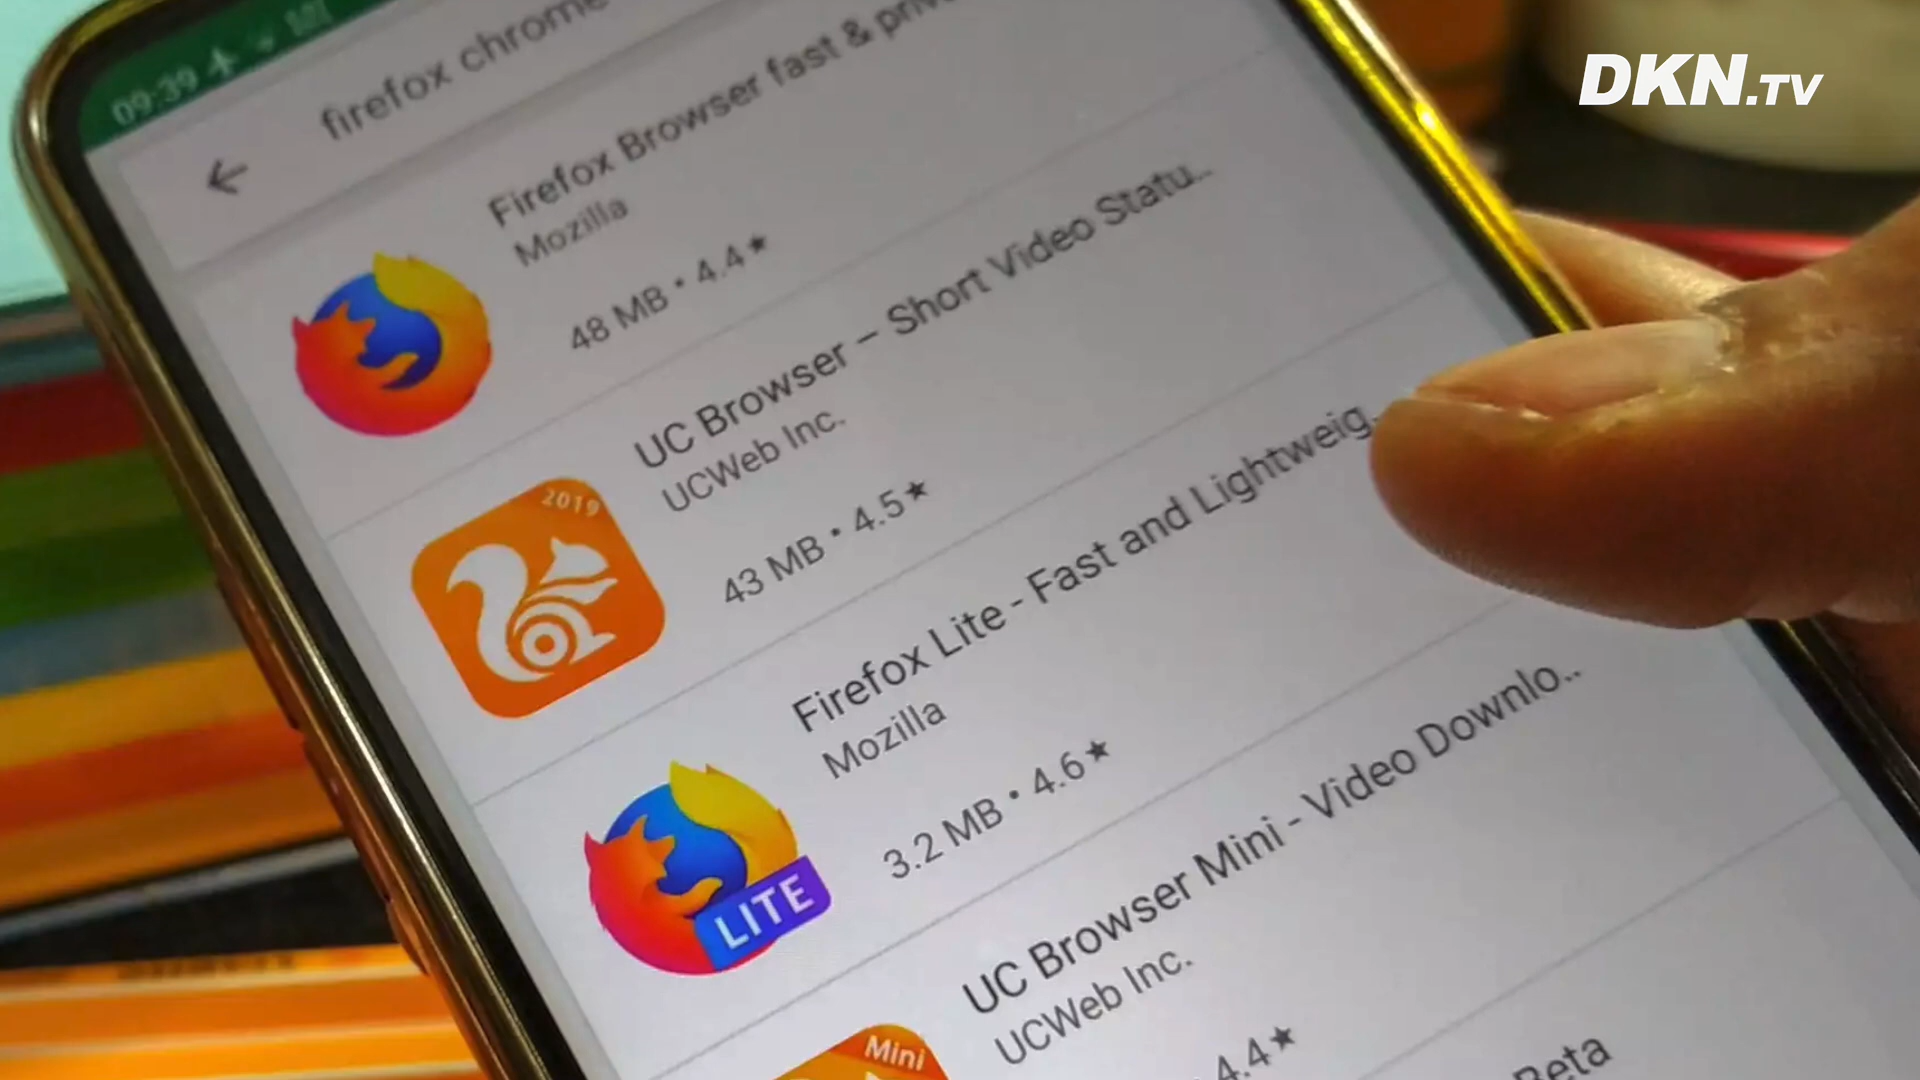 DKN.TV
09:39
firefox chrome
Firefox Browser fast &
Mozilla
48 MB • 4.4★
UC Browser – Short Video Statu..
UCWeb Inc.
2019
43 MB • 4.5★
Firefox Lite - Fast and Lightweig..
Mozilla
LITE
3.2 MB • 4.6★
UC Browser Mini - Video Downlo..
UCWeb Inc.
Mini
4.4★
Beta